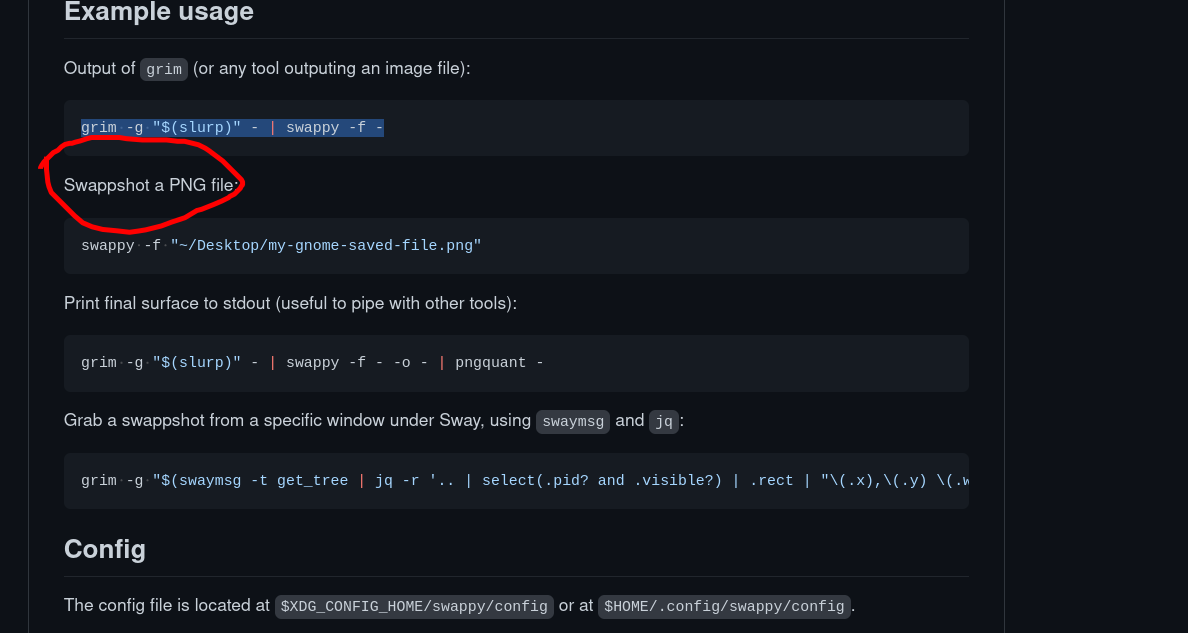 Example usage
Output of grim (or any tool outputing an image file):
grim -g "$(slurp)" - | swappy -f -
Swappshot a PNG file:
swappy -f "~/Desktop/my-gnome-saved-file.png"
Print final surface to stdout (useful to pipe with other tools):
grim -g "$(slurp)" - | swappy -f - -o - | pngquant -
Grab a swappshot from a specific window under Sway, using swaymsg and jq:
grim -g "$(swaymsg -t get_tree | jq -r '.. | select(.pid? and .visible?) | .rect | "\(.x),\(.y) \(.w
Config
The config file is located at $XDG_CONFIG_HOME/swappy/config or at $HOME/.config/swappy/config.